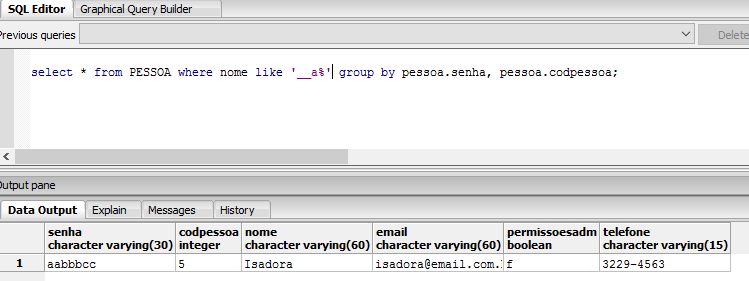 SQL Editor Graphical Query Builder
Previous queries Delete
select * from PESSOA where nome like '__a%' group by pessoa.senha, pessoa.codpessoa;
Output pane
Data Output Explain Messages History
senha codpessoa nome email permissoesadm telefone
character varying(30) integer character varying(60) character varying(60) boolean character varying(15)
1 aabbbcc 5 Isadora isadora@email.com. f 3229-4563